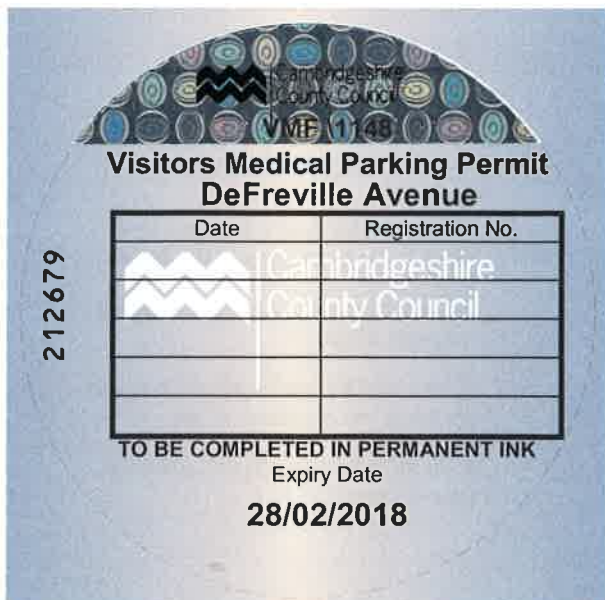 Cambridgeshire
County Council
VMF 1148
Visitors Medical Parking Permit
DeFreville Avenue
Date Registration No.
Cambridgeshire
County Council
212679
TO BE COMPLETED IN PERMANENT INK
Expiry Date
28/02/2018